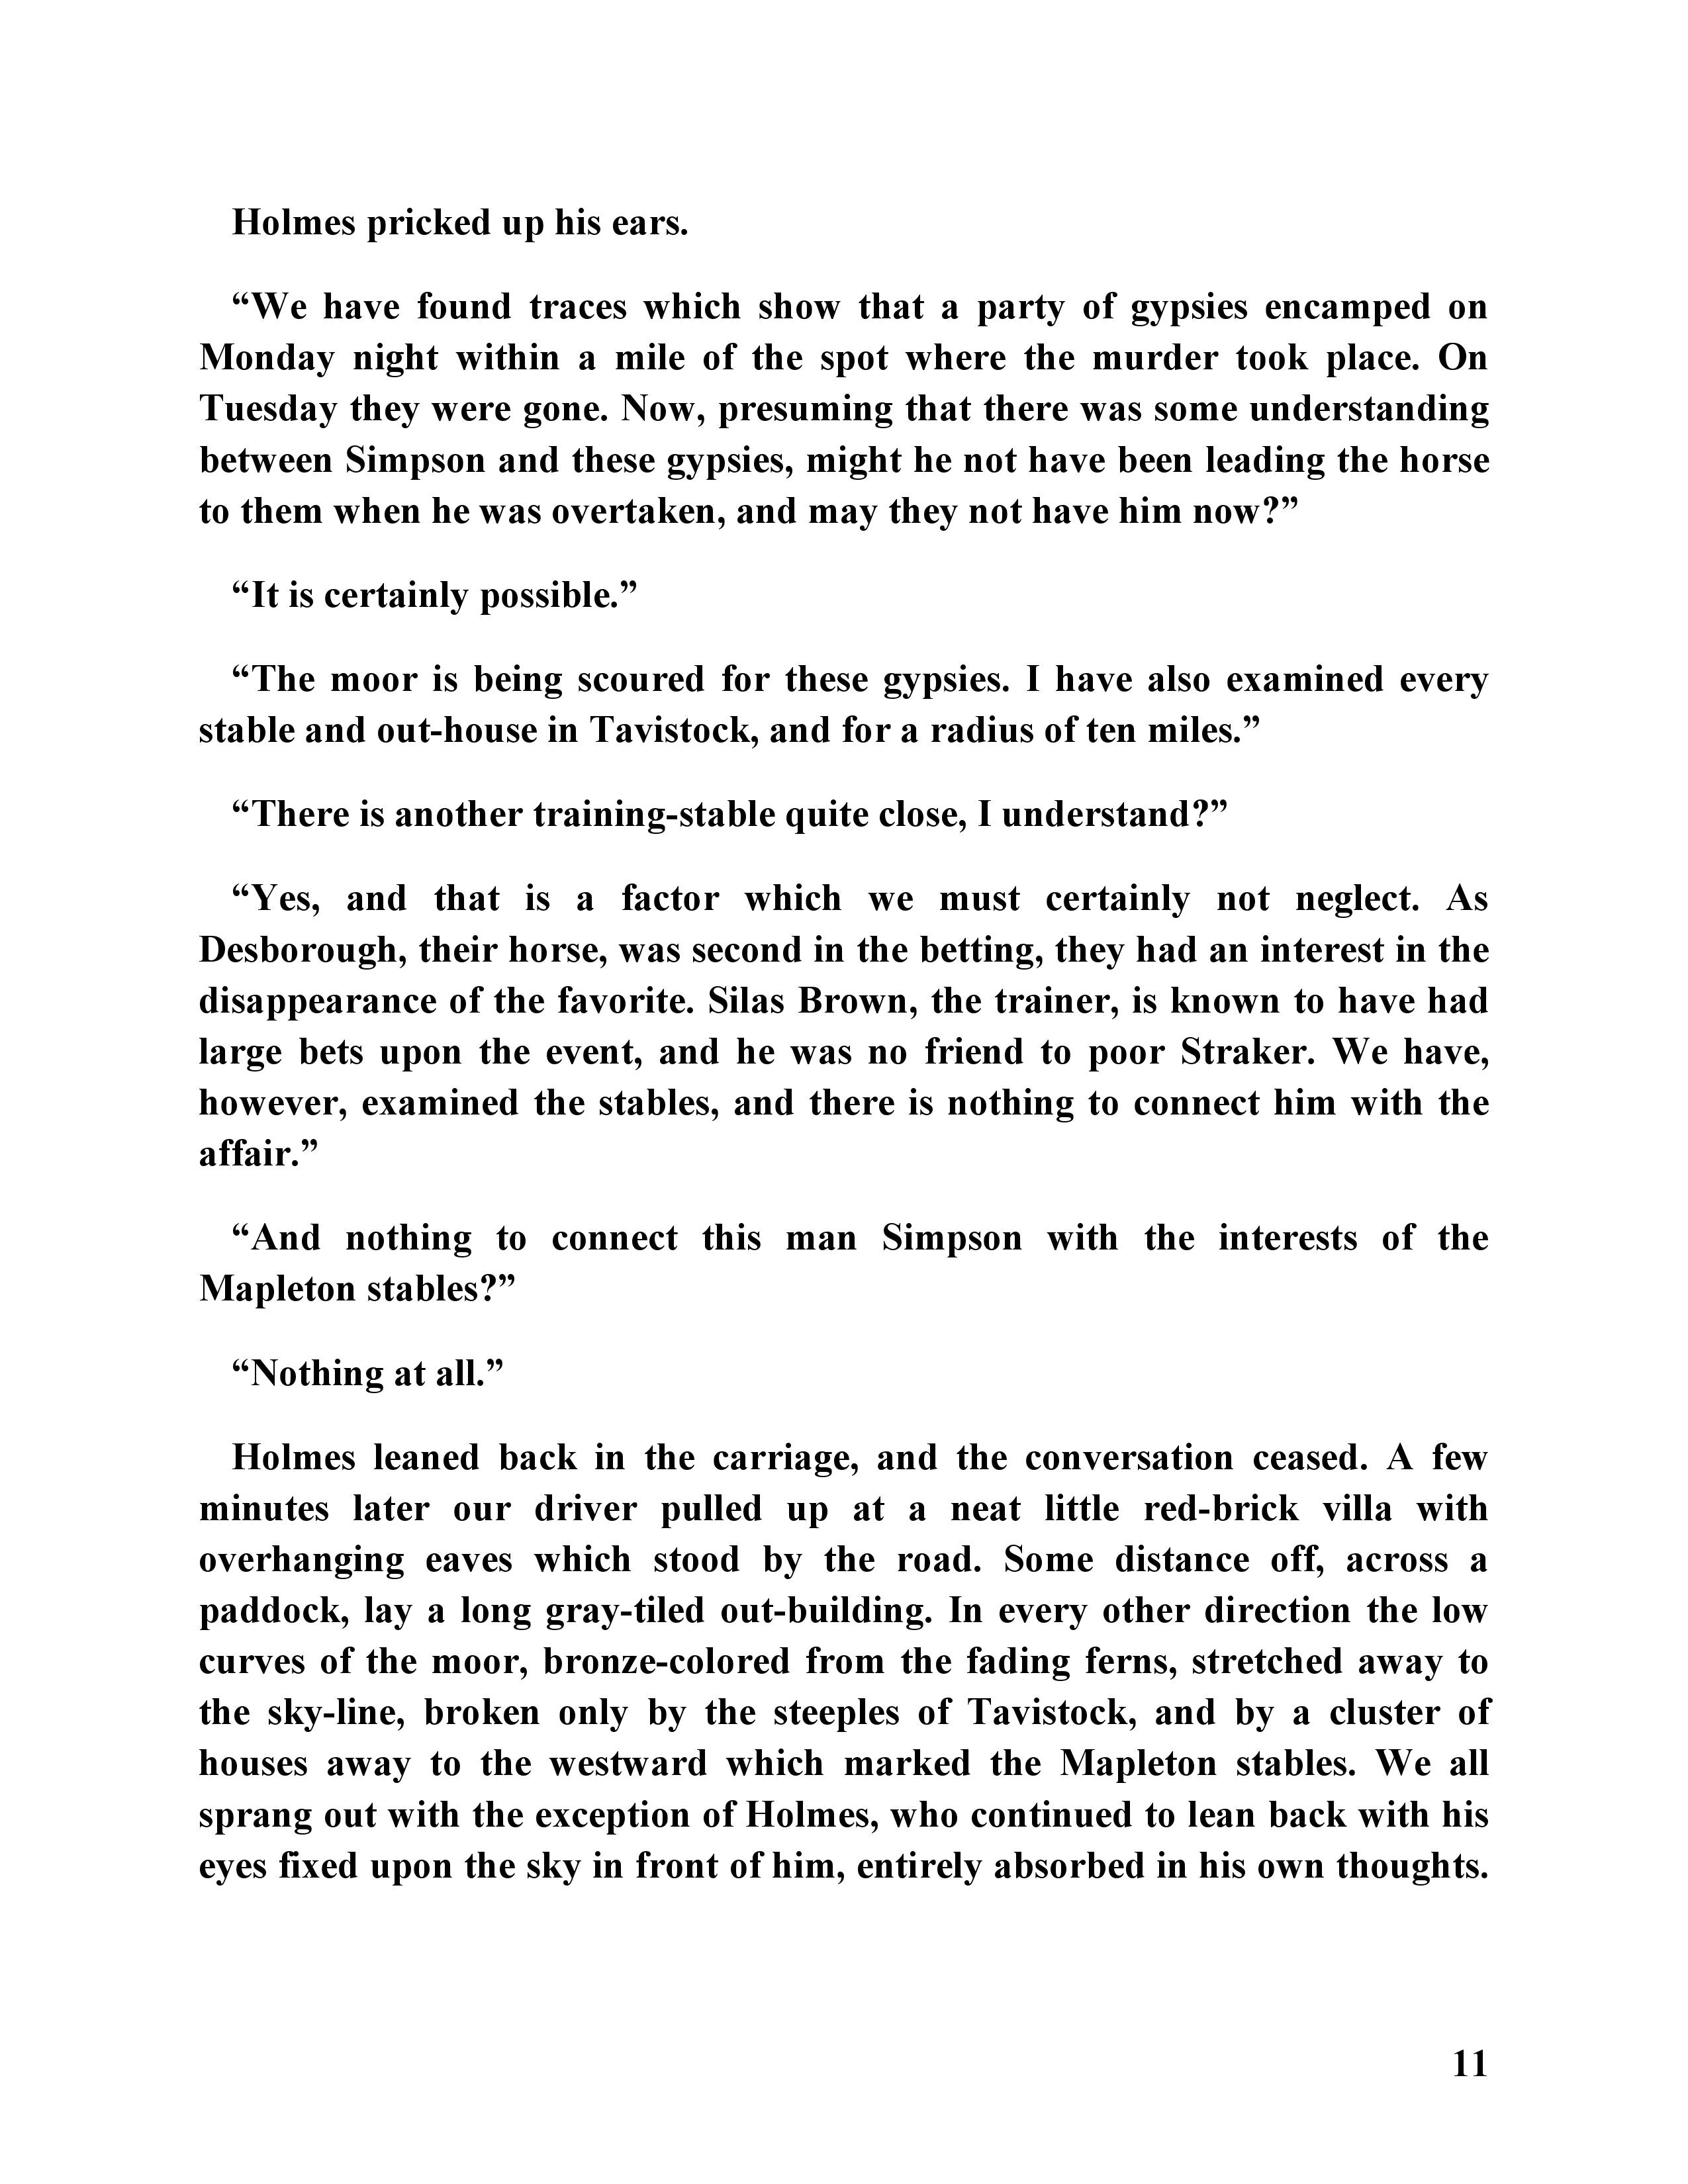 Holmes pricked up his ears.
“We have found traces which show that a party of gypsies encamped on
Monday night within a mile of the spot where the murder took place. On
Tuesday they were gone. Now, presuming that there was some understanding
between Simpson and these gypsies, might he not have been leading the horse
to them when he was overtaken, and may they not have him now?”
“It is certainly possible.”
“The moor is being scoured for these gypsies. I have also examined every
stable and out-house in Tavistock, and for a radius of ten miles.”
“There is another training-stable quite close, I understand?”
“Yes, and that is a factor which we must certainly not neglect. As
Desborough, their horse, was second in the betting, they had an interest in the
disappearance of the favorite. Silas Brown, the trainer, is known to have had
large bets upon the event, and he was no friend to poor Straker. We have,
however, examined the stables, and there is nothing to connect him with the
affair.”
“And nothing to connect this man Simpson with the interests of the
Mapleton stables?”
“Nothing at all.”
Holmes leaned back in the carriage, and the conversation ceased. A few
minutes later our driver pulled up at a neat little red-brick villa with
overhanging eaves which stood by the road. Some distance off, across a
paddock, lay a long gray-tiled out-building. In every other direction the low
curves of the moor, bronze-colored from the fading ferns, stretched away to
the sky-line, broken only by the steeples of Tavistock, and by a cluster of
houses away to the westward which marked the Mapleton stables. We all
sprang out with the exception of Holmes, who continued to lean back with his
eyes fixed upon the sky in front of him, entirely absorbed in his own thoughts.
11